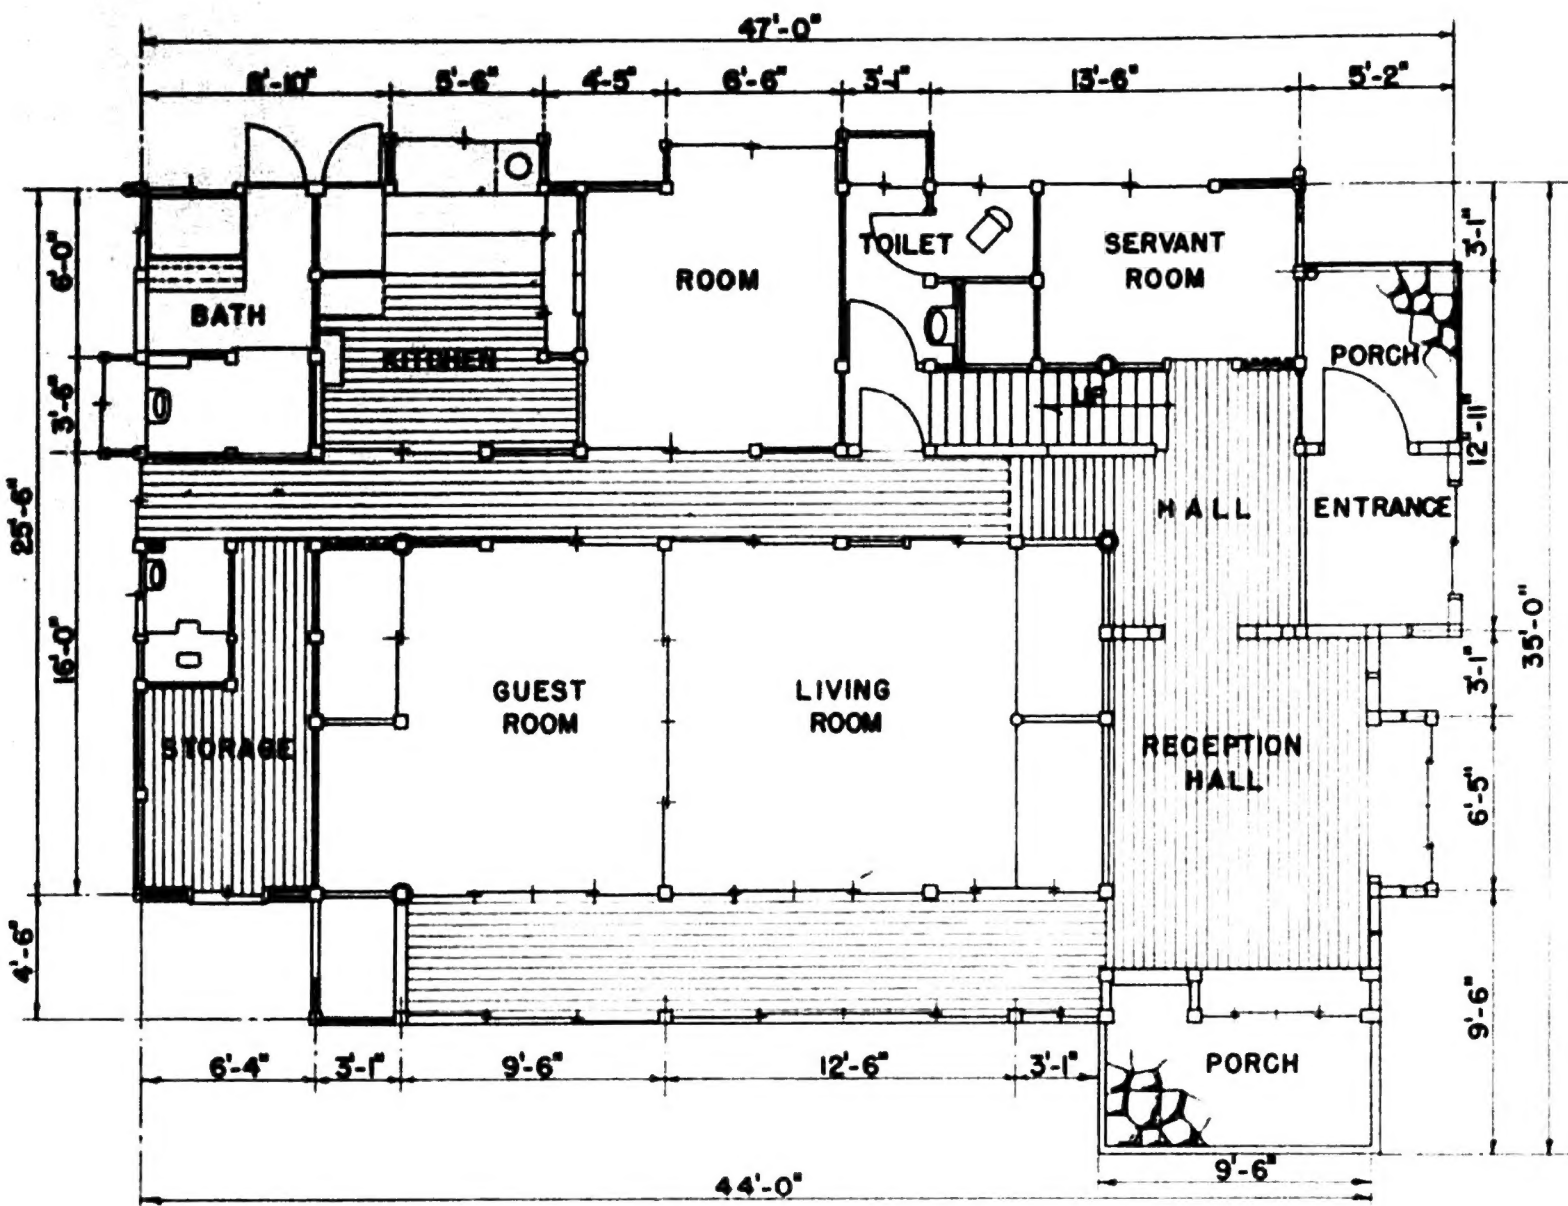 47'-0"
8'-10" 5'-6" 4'-5" 6'-6" 3'-1" 13'-6" 5'-2"
6'-0"
3'-6"
25'-6"
16'-0"
4'-6"
BATH
KITCHEN
ROOM
TOILET
SERVANT
ROOM
PORCH
UP
HALL
ENTRANCE
STORAGE
GUEST
ROOM
LIVING
ROOM
RECEPTION
HALL
PORCH
3'-1"
12'-11"
3'-1"
6'-5"
9'-6"
35'-0"
6'-4" 3'-1" 9'-6" 12'-6" 3'-1"
9'-6"
44'-0"